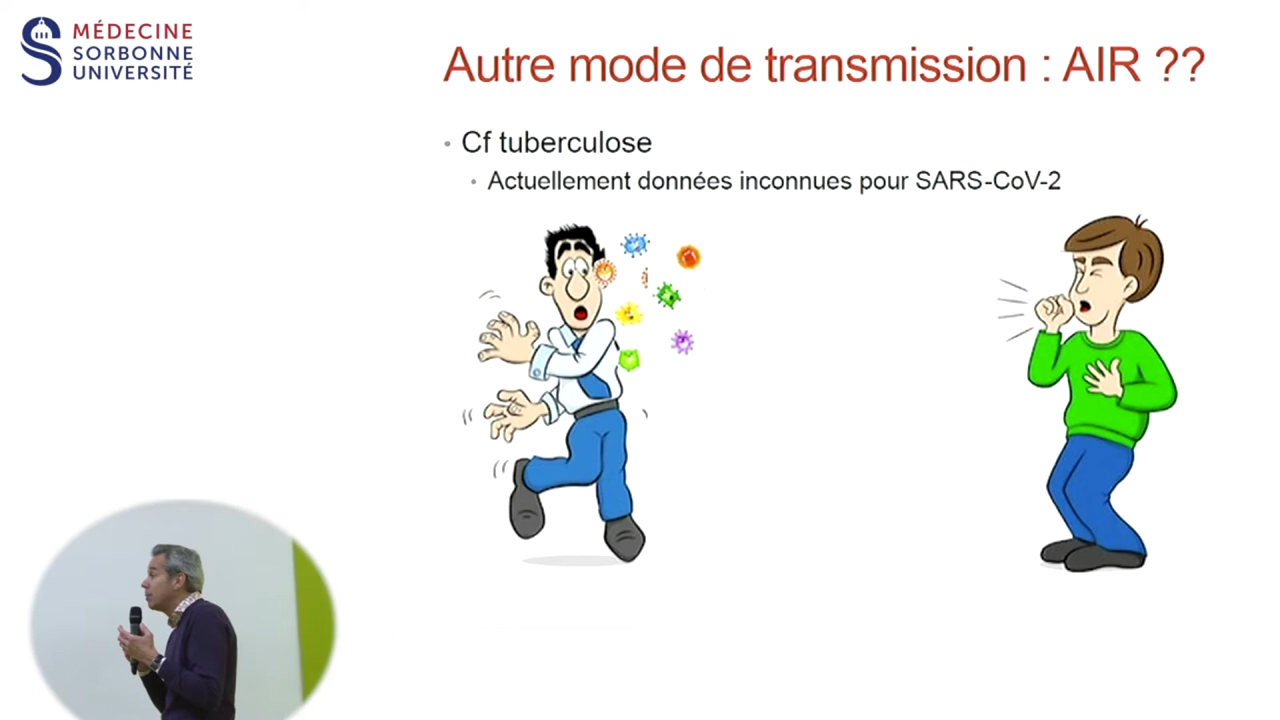 MÉDECINE
SORBONNE
UNIVERSITÉ
Autre mode de transmission : AIR ??
• Cf tuberculose
• Actuellement données inconnues pour SARS-CoV-2